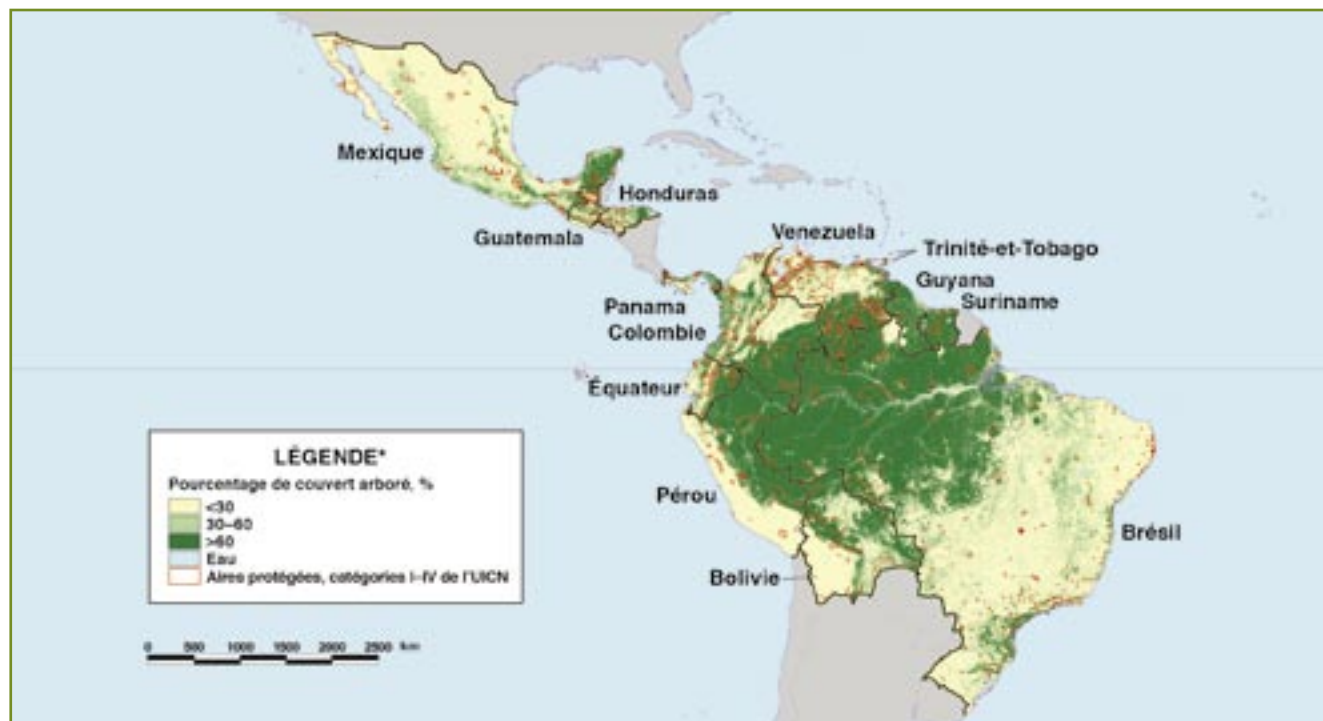 Mexique
Honduras
Guatemala
Venezuela
Trinité-et-Tobago
Guyana
Suriname
Panama
Colombie
Équateur
Pérou
Brésil
Bolivie
LÉGENDE*
Pourcentage de couvert arboré, %
<30
30–60
>60
Eau
Aires protégées, catégories I–IV de l'UICN
0 500 1000 1500 2000 2500 km